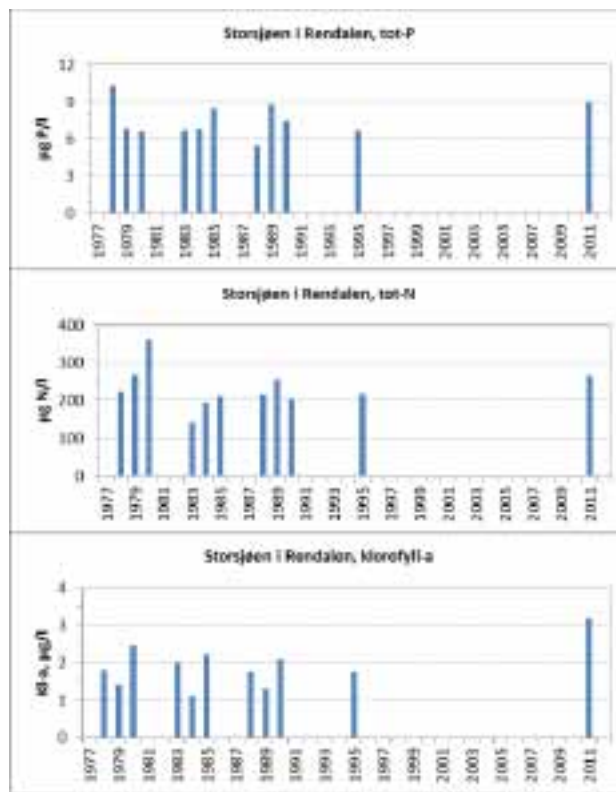 Storsjøen i Rendalen, tot-P
µg P/l
12
9
6
3
0
1977 1979 1981 1983 1985 1987 1989 1991 1993 1995 1997 1999 2001 2003 2005 2007 2009 2011
Storsjøen i Rendalen, tot-N
µg N/l
400
300
200
100
0
1977 1979 1981 1983 1985 1987 1989 1991 1993 1995 1997 1999 2001 2003 2005 2007 2009 2011
Storsjøen i Rendalen, klorofyll-a
kl-a, µg/l
4
3
2
1
0
1977 1979 1981 1983 1985 1987 1989 1991 1993 1995 1997 1999 2001 2003 2005 2007 2009 2011